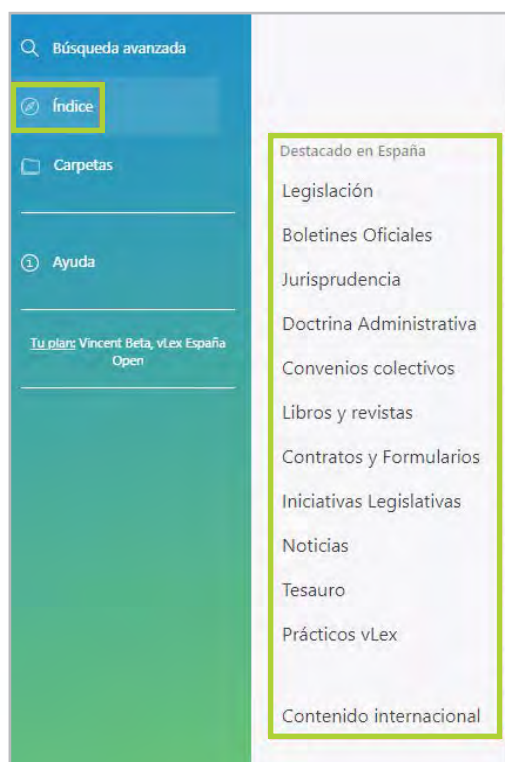 Búsqueda avanzada
Índice
Carpetas
Ayuda
Tu plan: Vincent Beta, vLex España
Open
Destacado en España
Legislación
Boletines Oficiales
Jurisprudencia
Doctrina Administrativa
Convenios colectivos
Libros y revistas
Contratos y Formularios
Iniciativas Legislativas
Noticias
Tesauro
Prácticos vLex
Contenido internacional